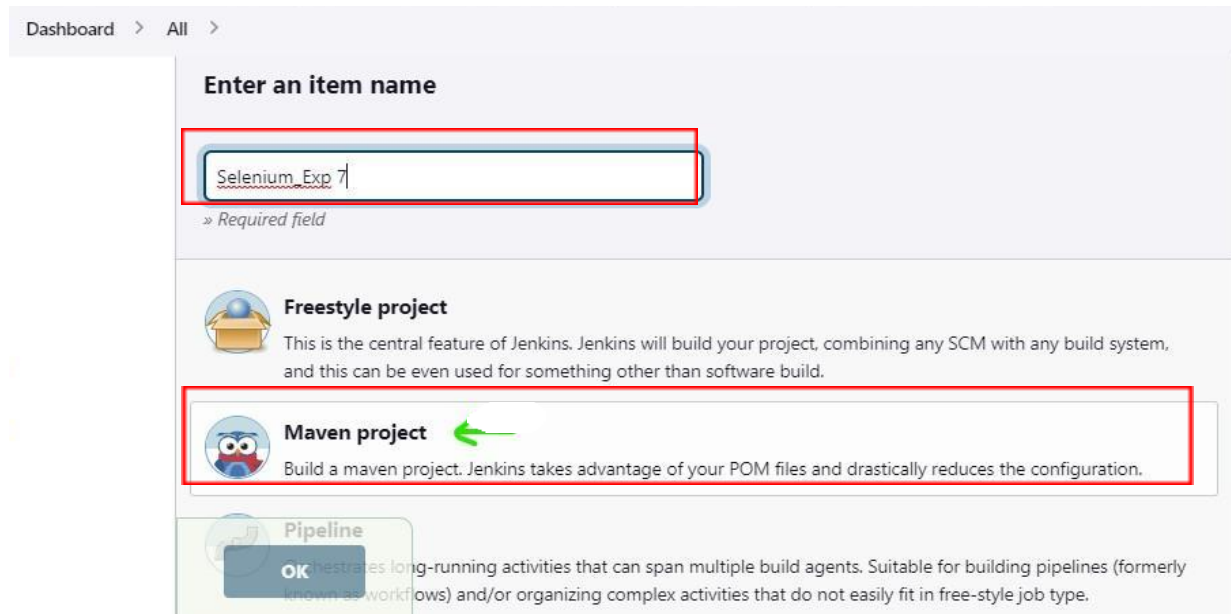 Dashboard > All >
Enter an item name
Selenium_Exp 7
» Required field
Freestyle project
This is the central feature of Jenkins. Jenkins will build your project, combining any SCM with any build system,
and this can be even used for something other than software build.
Maven project
Build a maven project. Jenkins takes advantage of your POM files and drastically reduces the configuration.
Pipeline
Orchestrates long-running activities that can span multiple build agents. Suitable for building pipelines (formerly
OK
known as workflows) and/or organizing complex activities that do not easily fit in free-style job type.